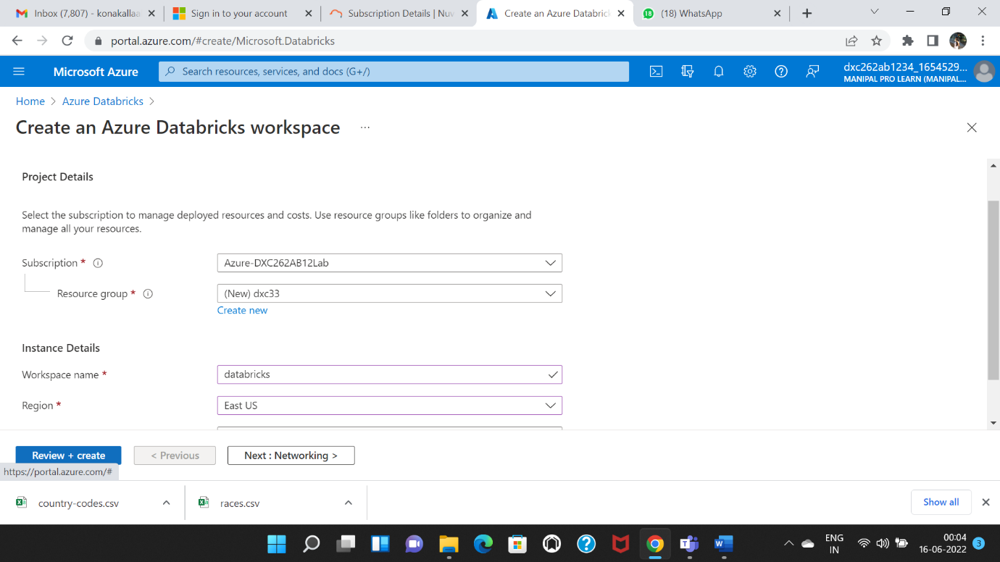 Inbox (7,807) - konakallaa
Sign in to your account
Subscription Details | Nuv
Create an Azure Databrick
18
(18) WhatsApp
portal.azure.com/#create/Microsoft.Databricks
Microsoft Azure
Search resources, services, and docs (G+/)
dxc262ab1234_1654529...
MANIPAL PRO LEARN (MANIPAL...
Home > Azure Databricks >
Create an Azure Databricks workspace ...
Project Details
Select the subscription to manage deployed resources and costs. Use resource groups like folders to organize and
manage all your resources.
Subscription *
Azure-DXC262AB12Lab
Resource group *
(New) dxc33
Create new
Instance Details
Workspace name *
databricks
Region *
East US
Review + create
< Previous
Next : Networking >
https://portal.azure.com/#
country-codes.csv
races.csv
Show all
ENG
IN
00:04
16-06-2022
3